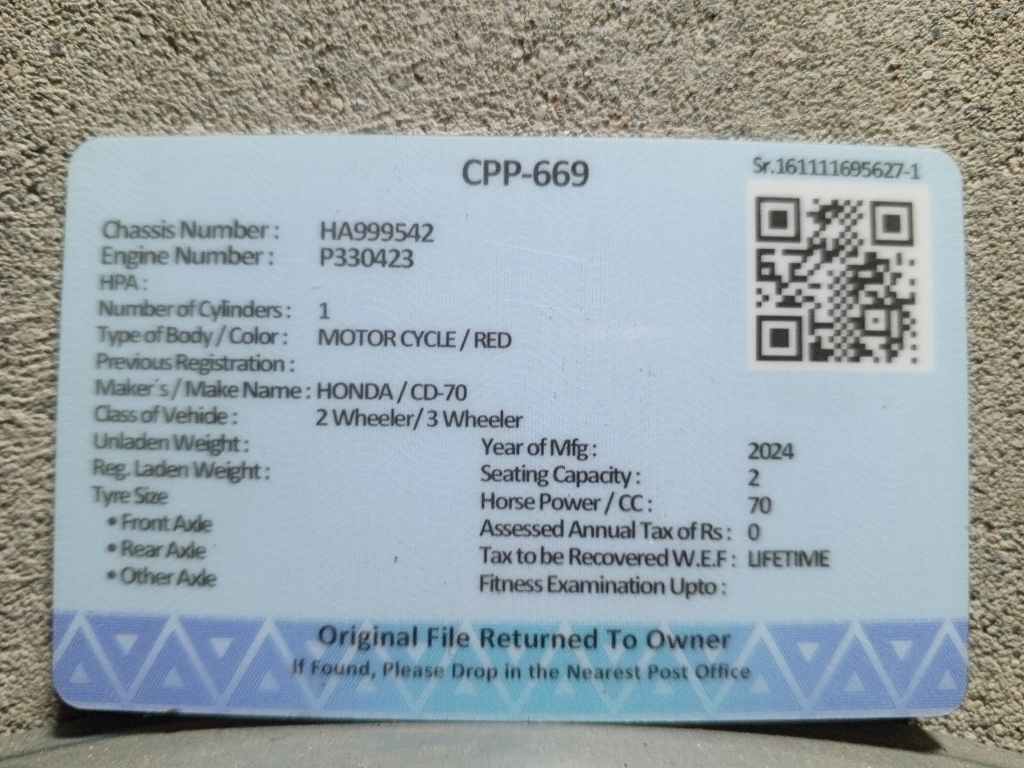 CPP-669
Sr.161111695627-1
Chassis Number : HA999542
Engine Number : P330423
HPA :
Number of Cylinders : 1
Type of Body / Color : MOTOR CYCLE / RED
Previous Registration :
Maker's / Make Name : HONDA / CD-70
Class of Vehicle : 2 Wheeler/ 3 Wheeler
Unladen Weight :
Reg. Laden Weight :
Tyre Size
• Front Axle
• Rear Axle
• Other Axle
Year of Mfg : 2024
Seating Capacity : 2
Horse Power / CC : 70
Assessed Annual Tax of Rs : 0
Tax to be Recovered W.E.F : LIFETIME
Fitness Examination Upto :
Original File Returned To Owner
If Found, Please Drop in the Nearest Post Office